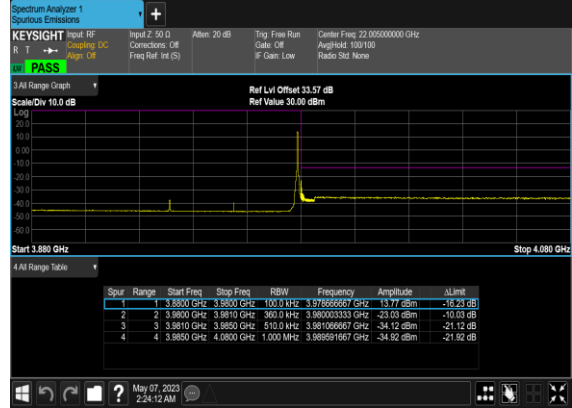 Spectrum Analyzer 1
Spurious Emissions
KEYSIGHT Input: RF
R T Coupling: DC
Align: Off
Input Z: 50 Ω
Corrections: Off
Freq Ref: Int (S)
Atten: 20 dB
Trig: Free Run
Gate: Off
IF Gain: Low
Center Freq: 22.005000000 GHz
Avg|Hold: 100/100
Radio Std: None
LW PASS
3 All Range Graph
Scale/Div 10.0 dB
Ref Lvl Offset 33.57 dB
Ref Value 30.00 dBm
Log
20.0
10.0
0.00
-10.0
-20.0
-30.0
-40.0
-50.0
-60.0
Start 3.880 GHz Stop 4.080 GHz
4 All Range Table
Spur Range Start Freq Stop Freq RBW Frequency Amplitude ΔLimit
1 1 3.8800 GHz 3.9800 GHz 100.0 kHz 3.978666667 GHz 13.77 dBm -16.23 dB
2 2 3.9800 GHz 3.9810 GHz 360.0 kHz 3.980003333 GHz -23.03 dBm -10.03 dB
3 3 3.9810 GHz 3.9850 GHz 510.0 kHz 3.981066667 GHz -34.12 dBm -21.12 dB
4 4 3.9850 GHz 4.0800 GHz 1.000 MHz 3.989591667 GHz -34.92 dBm -21.92 dB
? May 07, 2023
2:24:12 AM